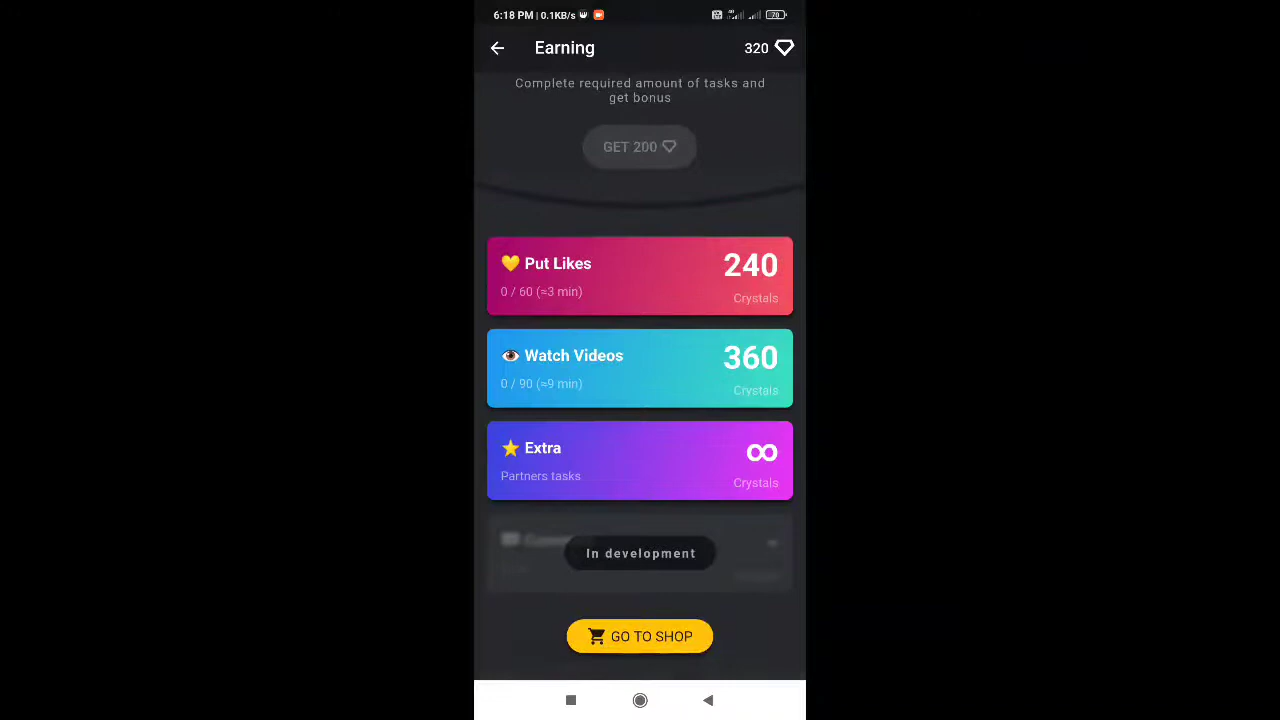 6:18 PM | 0.1KB/s 4G 70
Earning 320
Complete required amount of tasks and
get bonus
GET 200
💛 Put Likes 240
0 / 60 (≈3 min) Crystals
👁️ Watch Videos 360
0 / 90 (≈9 min) Crystals
⭐ Extra ∞
Partners tasks Crystals
In development
GO TO SHOP